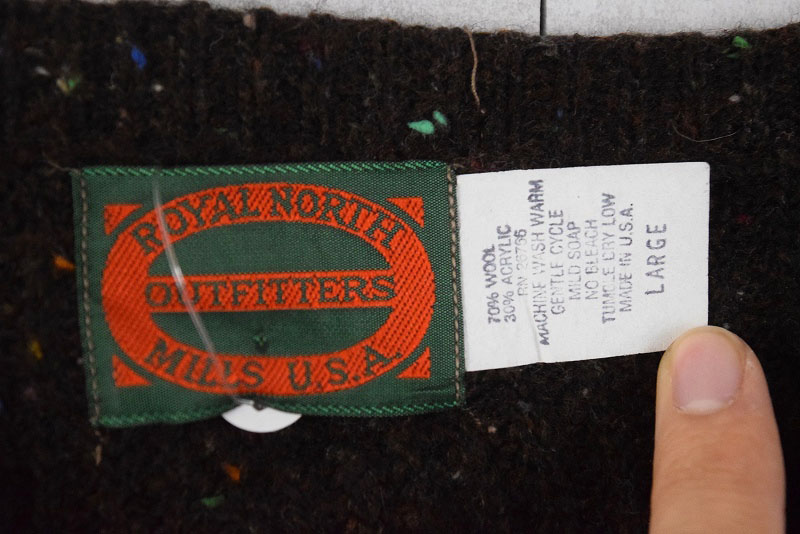 ROYAL NORTH
OUTFITTERS
MILLS U.S.A.
70% WOOL
30% ACRYLIC
RN
MACHINE WASH WARM
GENTLE CYCLE
MILD SOAP
NO BLEACH
TUMBLE DRY LOW
MADE IN U.S.A.
LARGE